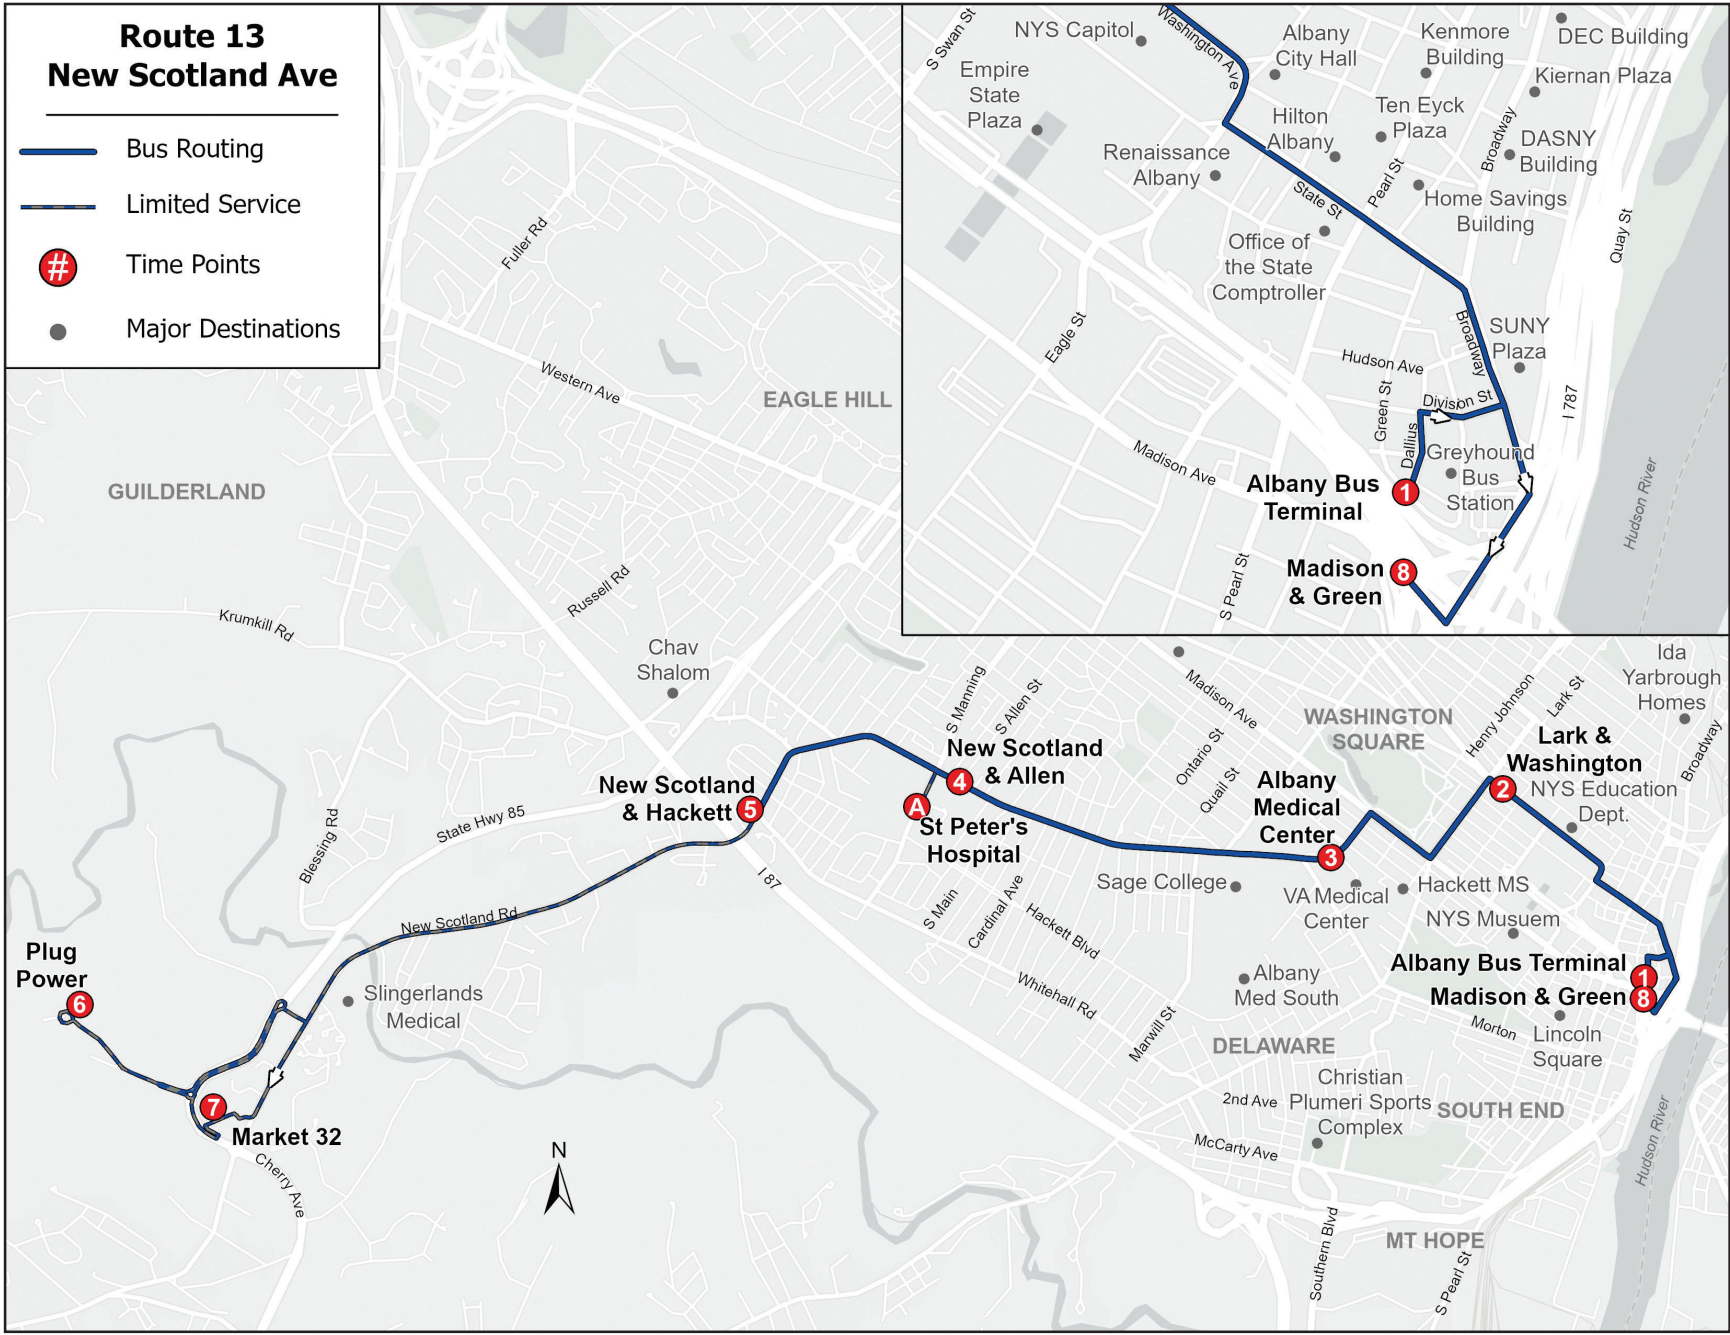 Route 13
New Scotland Ave
Bus Routing
Limited Service
#
Time Points
Major Destinations
S Swan St
NYS Capitol
Washington Ave
Albany
City Hall
Kenmore
Building
DEC Building
Kiernan Plaza
Empire
State
Plaza
Hilton
Albany
Ten Eyck
Plaza
Broadway
DASNY
Building
Renaissance
Albany
State St
Pearl St
Home Savings
Building
Quay St
Office of
the State
Comptroller
Eagle St
Broadway
SUNY
Plaza
Hudson Ave
Green St
Division St
I 787
Dallius
Greyhound
Bus
Station
Madison Ave
Albany Bus
Terminal
1
Hudson River
Madison
& Green
8
S Pearl St
Fuller Rd
Western Ave
EAGLE HILL
GUILDERLAND
Russell Rd
Krumkill Rd
Chav
Shalom
S Manning
S Allen St
Madison Ave
Ontario St
Quail St
WASHINGTON
SQUARE
Henry Johnson
Lark St
Ida
Yarbrough
Homes
Broadway
New Scotland
& Allen
4
Lark &
Washington
2
NYS Education
Dept.
New Scotland
& Hackett
5
A
St Peter's
Hospital
Albany
Medical
Center
3
State Hwy 85
Blessing Rd
I 87
Sage College
VA Medical
Center
Hackett MS
NYS Musuem
S Main
Cardinal Ave
Hackett Blvd
New Scotland Rd
Whitehall Rd
Albany
Med South
Albany Bus Terminal
1
Madison & Green
8
Plug
Power
6
Slingerlands
Medical
Marwill St
Morton
Lincoln
Square
DELAWARE
Christian
Plumeri Sports
Complex
2nd Ave
SOUTH END
McCarty Ave
7
Market 32
Cherry Ave
N
Hudson River
Southern Blvd
MT HOPE
S Pearl St